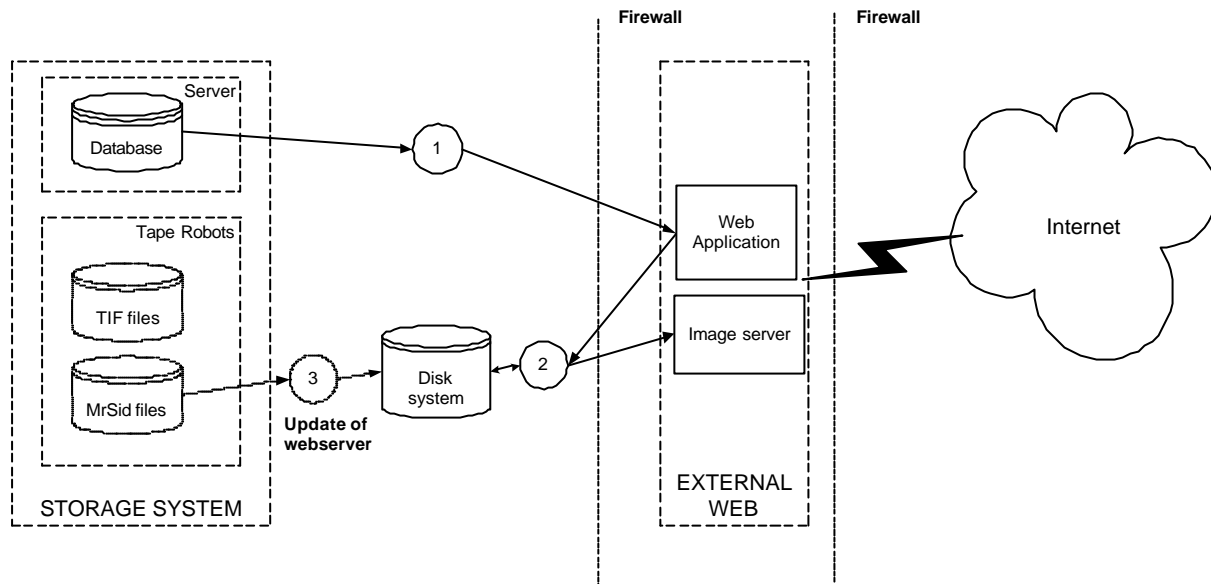 Firewall
Firewall
Server
Database
1
Tape Robots
TIF files
MrSid files
3
Update of
webserver
Disk
system
2
Web
Application
Image server
Internet
STORAGE SYSTEM
EXTERNAL
WEB